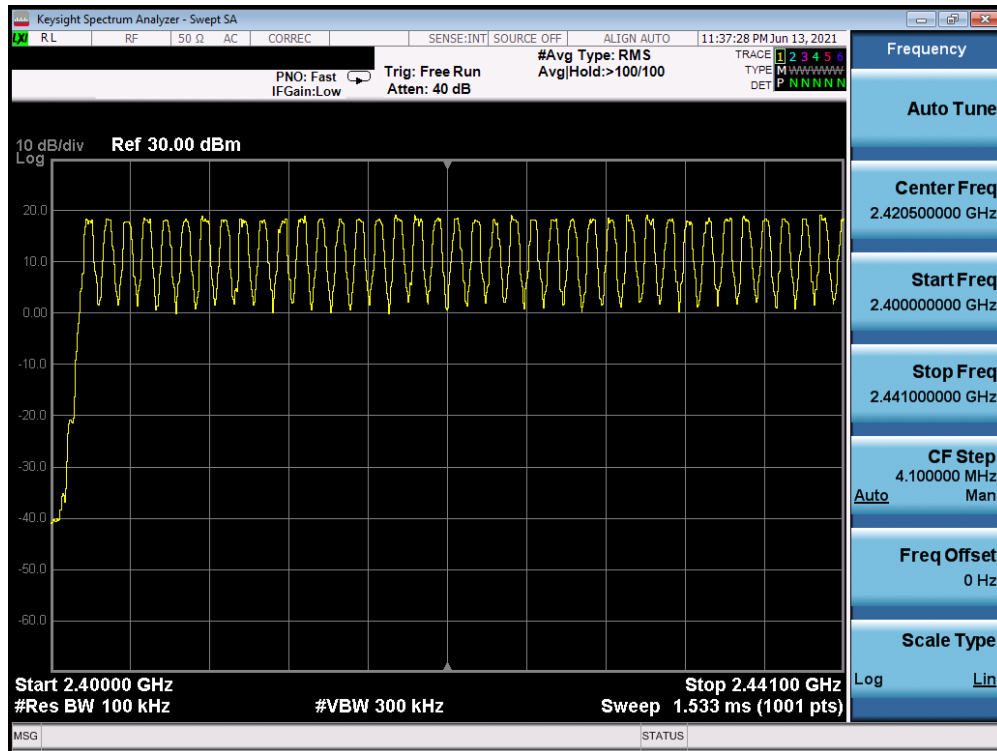 Keysight Spectrum Analyzer - Swept SA
LXI RL RF 50 Ω AC CORREC SENSE:INT SOURCE OFF ALIGN AUTO 11:37:28 PM Jun 13, 2021
PNO: Fast
IFGain:Low
Trig: Free Run
Atten: 40 dB
#Avg Type: RMS
Avg|Hold:>100/100
TRACE 1 2 3 4 5 6
TYPE M WWWWW
DET P N N N N N
10 dB/div Ref 30.00 dBm
Log
20.0
10.0
0.00
-10.0
-20.0
-30.0
-40.0
-50.0
-60.0
Start 2.40000 GHz Stop 2.44100 GHz
#Res BW 100 kHz #VBW 300 kHz Sweep 1.533 ms (1001 pts)
MSG STATUS
Frequency
Auto Tune
Center Freq
2.420500000 GHz
Start Freq
2.400000000 GHz
Stop Freq
2.441000000 GHz
CF Step
4.100000 MHz
Auto Man
Freq Offset
0 Hz
Scale Type
Log Lin